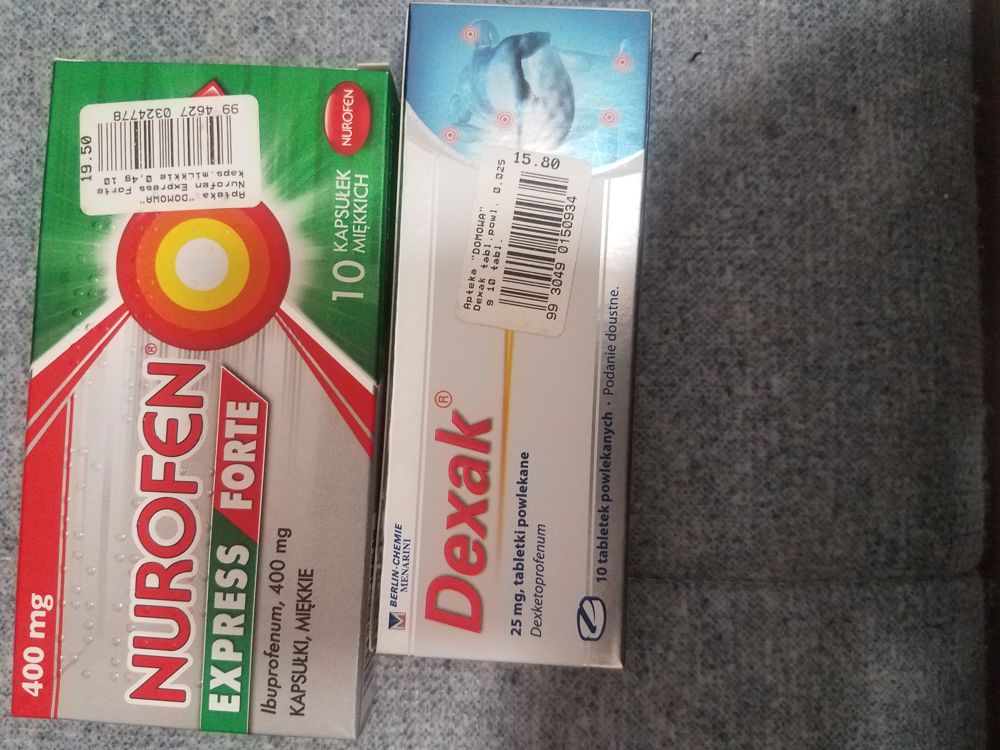 400 mg
NUROFEN®
EXPRESS FORTE
Ibuprofenum, 400 mg
KAPSUŁKI, MIĘKKIE
10 KAPSUŁEK
MIĘKKICH
NUROFEN
Apteka "DOMOWA"
Nurofen Express Forte
kaps.miękkie 0,4g 10
19.50
99 4627 0324778
BERLIN-CHEMIE
MENARINI
Dexak®
25 mg, tabletki powlekane
Dexketoprofenum
10 tabletek powlekanych • Podanie doustne.
Apteka "DOMOWA"
Dexak tabl.powl. 0.025
g 10 tabl.
15.80
99 3049 0150934